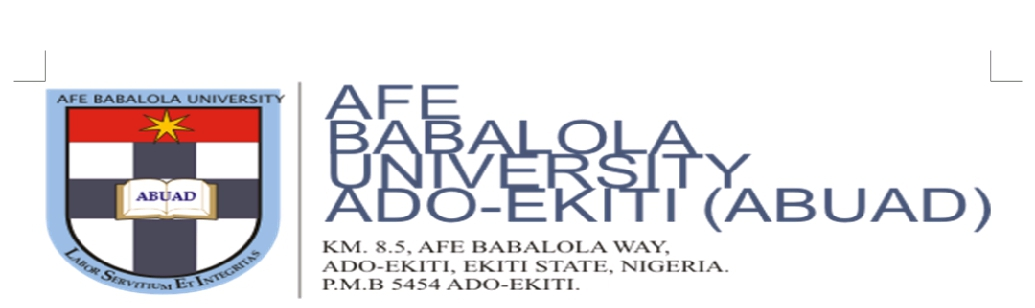 AFE BABALOLA UNIVERSITY
ABUAD
LABOR SERVITIUM ET INTEGRITAS
AFE
BABALOLA
UNIVERSITY
ADO-EKITI (ABUAD)
KM. 8.5, AFE BABALOLA WAY,
ADO-EKITI, EKITI STATE, NIGERIA.
P.M.B 5454 ADO-EKITI.